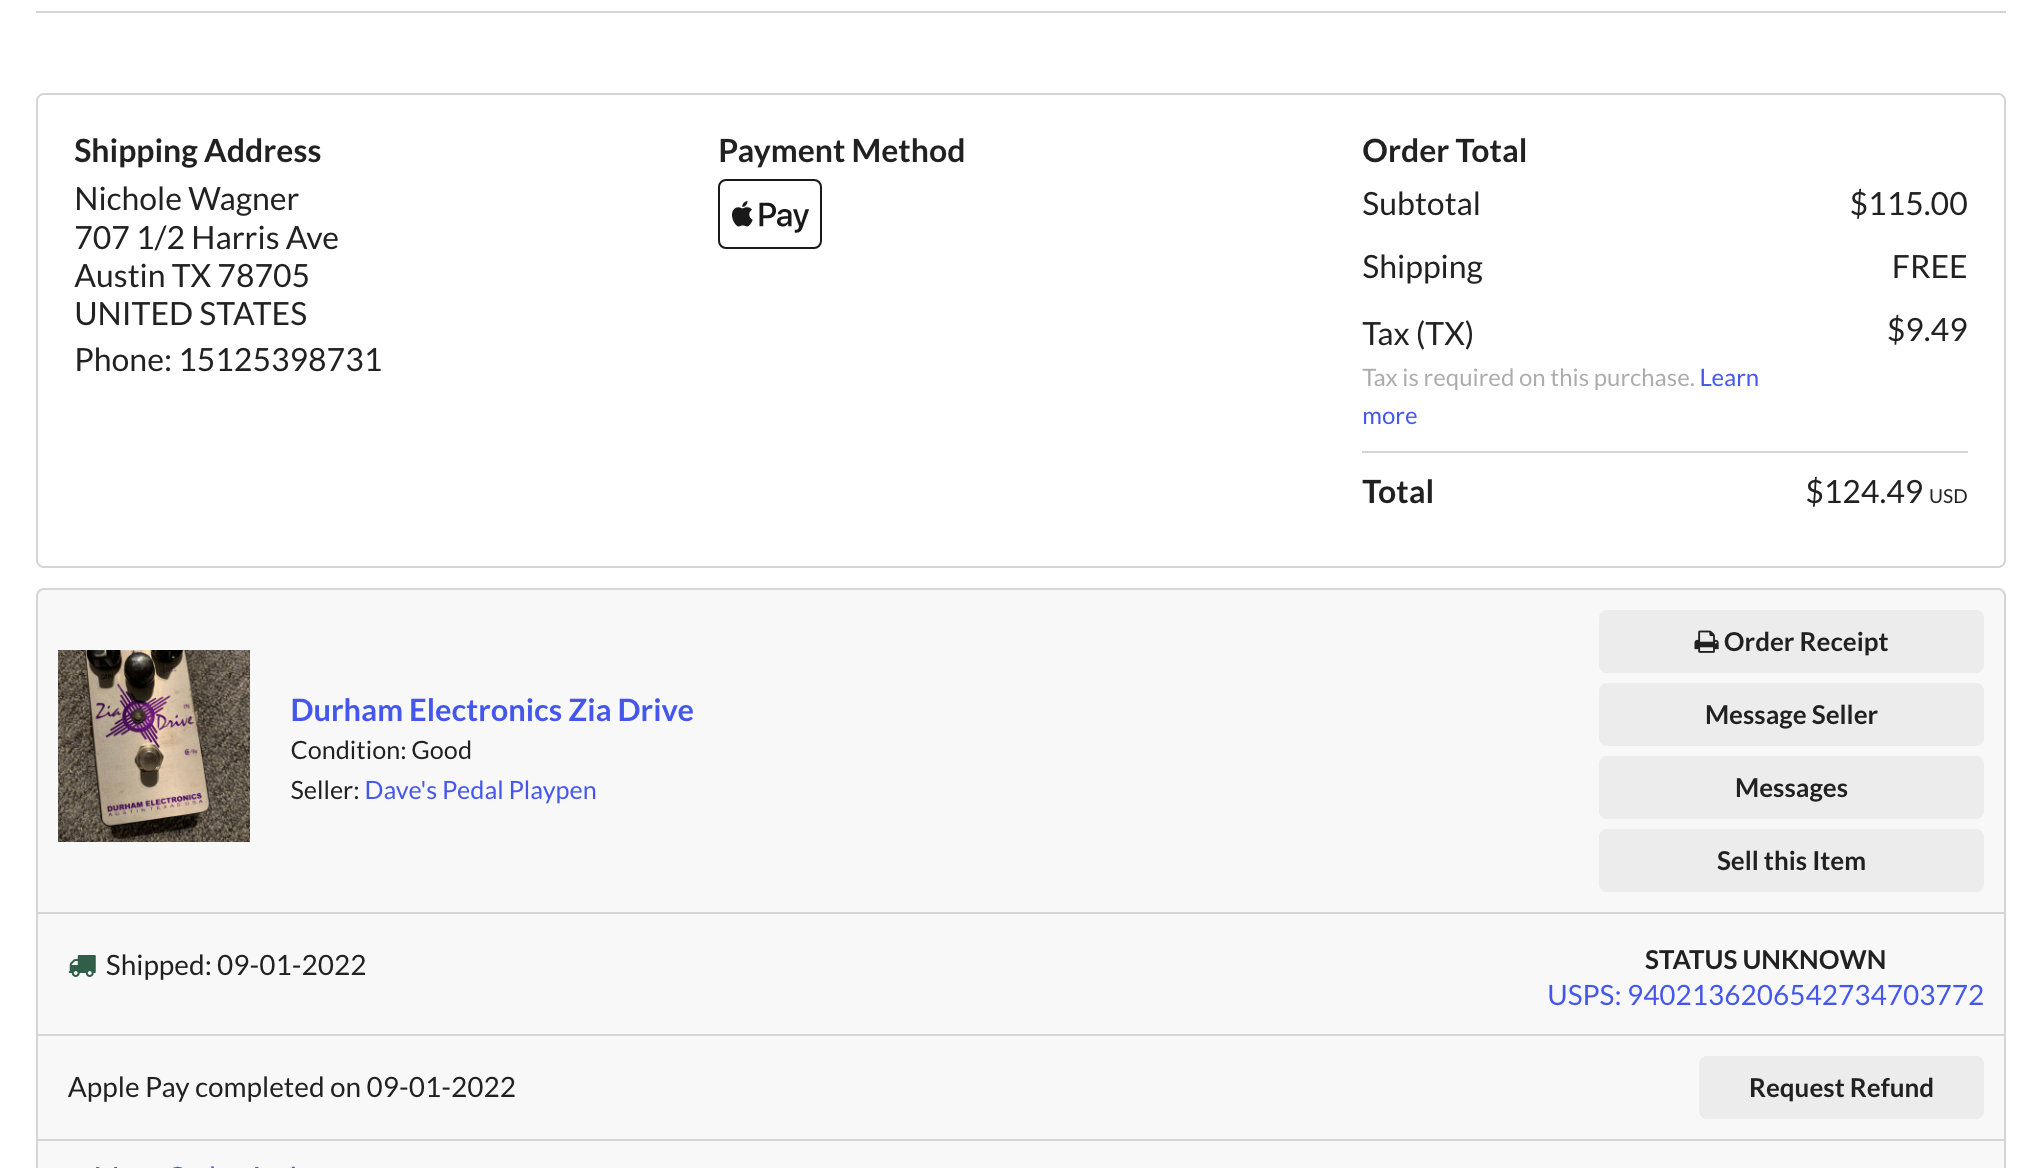 Shipping Address
Nichole Wagner
707 1/2 Harris Ave
Austin TX 78705
UNITED STATES
Phone: 15125398731
Payment Method
Pay
Order Total
Subtotal $115.00
Shipping FREE
Tax (TX) $9.49
Tax is required on this purchase. Learn
more
Total $124.49 USD
Zia Drive
IN
DURHAM ELECTRONICS
AUSTIN TEXAS USA
Durham Electronics Zia Drive
Condition: Good
Seller: Dave's Pedal Playpen
Order Receipt
Message Seller
Messages
Sell this Item
Shipped: 09-01-2022
STATUS UNKNOWN
USPS: 9402136206542734703772
Apple Pay completed on 09-01-2022
Request Refund